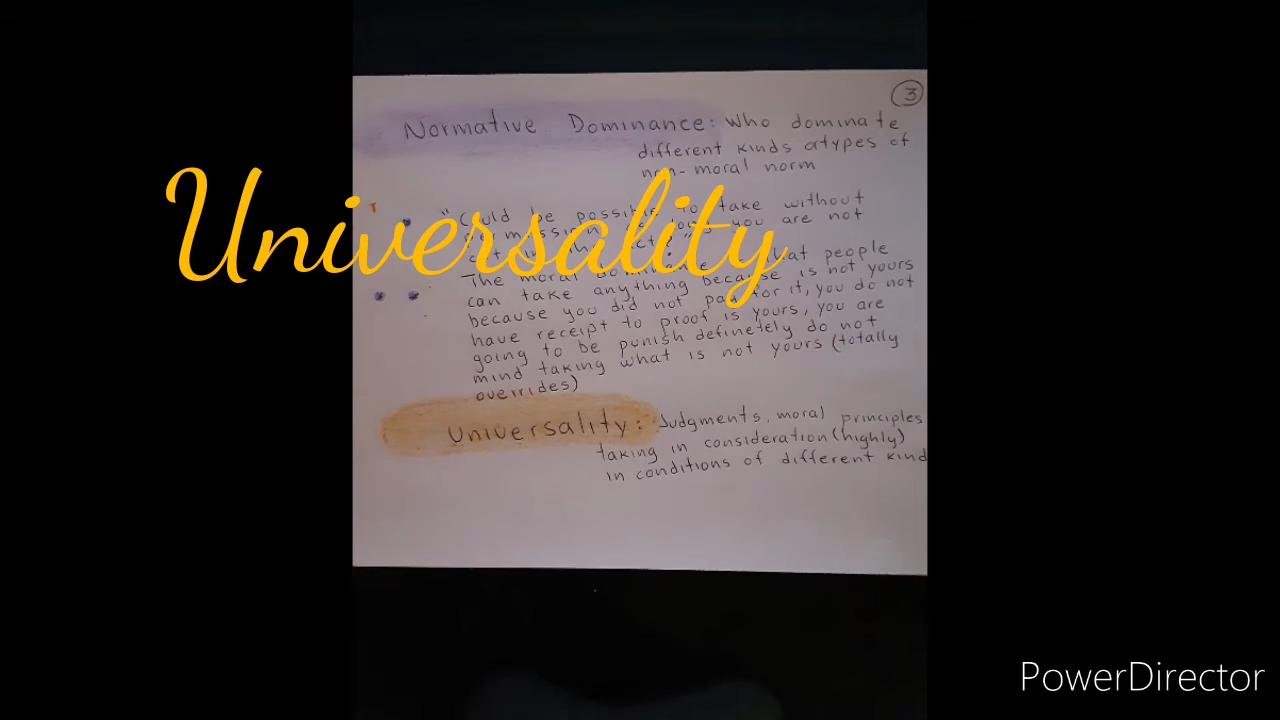 3
Normative Dominance: Who dominate
different kinds or types of
non-moral norm
Universality
"Could be possible to take without
you are not
The moral people
can take anything because is not yours
because you did not pay for it, you do not
have receipt to proof is yours, you are
going to be punish definetely do not
mind taking what is not yours (totally
overrides)
Universality: Judgments, moral principles
taking in consideration (highly)
in conditions of different kind
PowerDirector